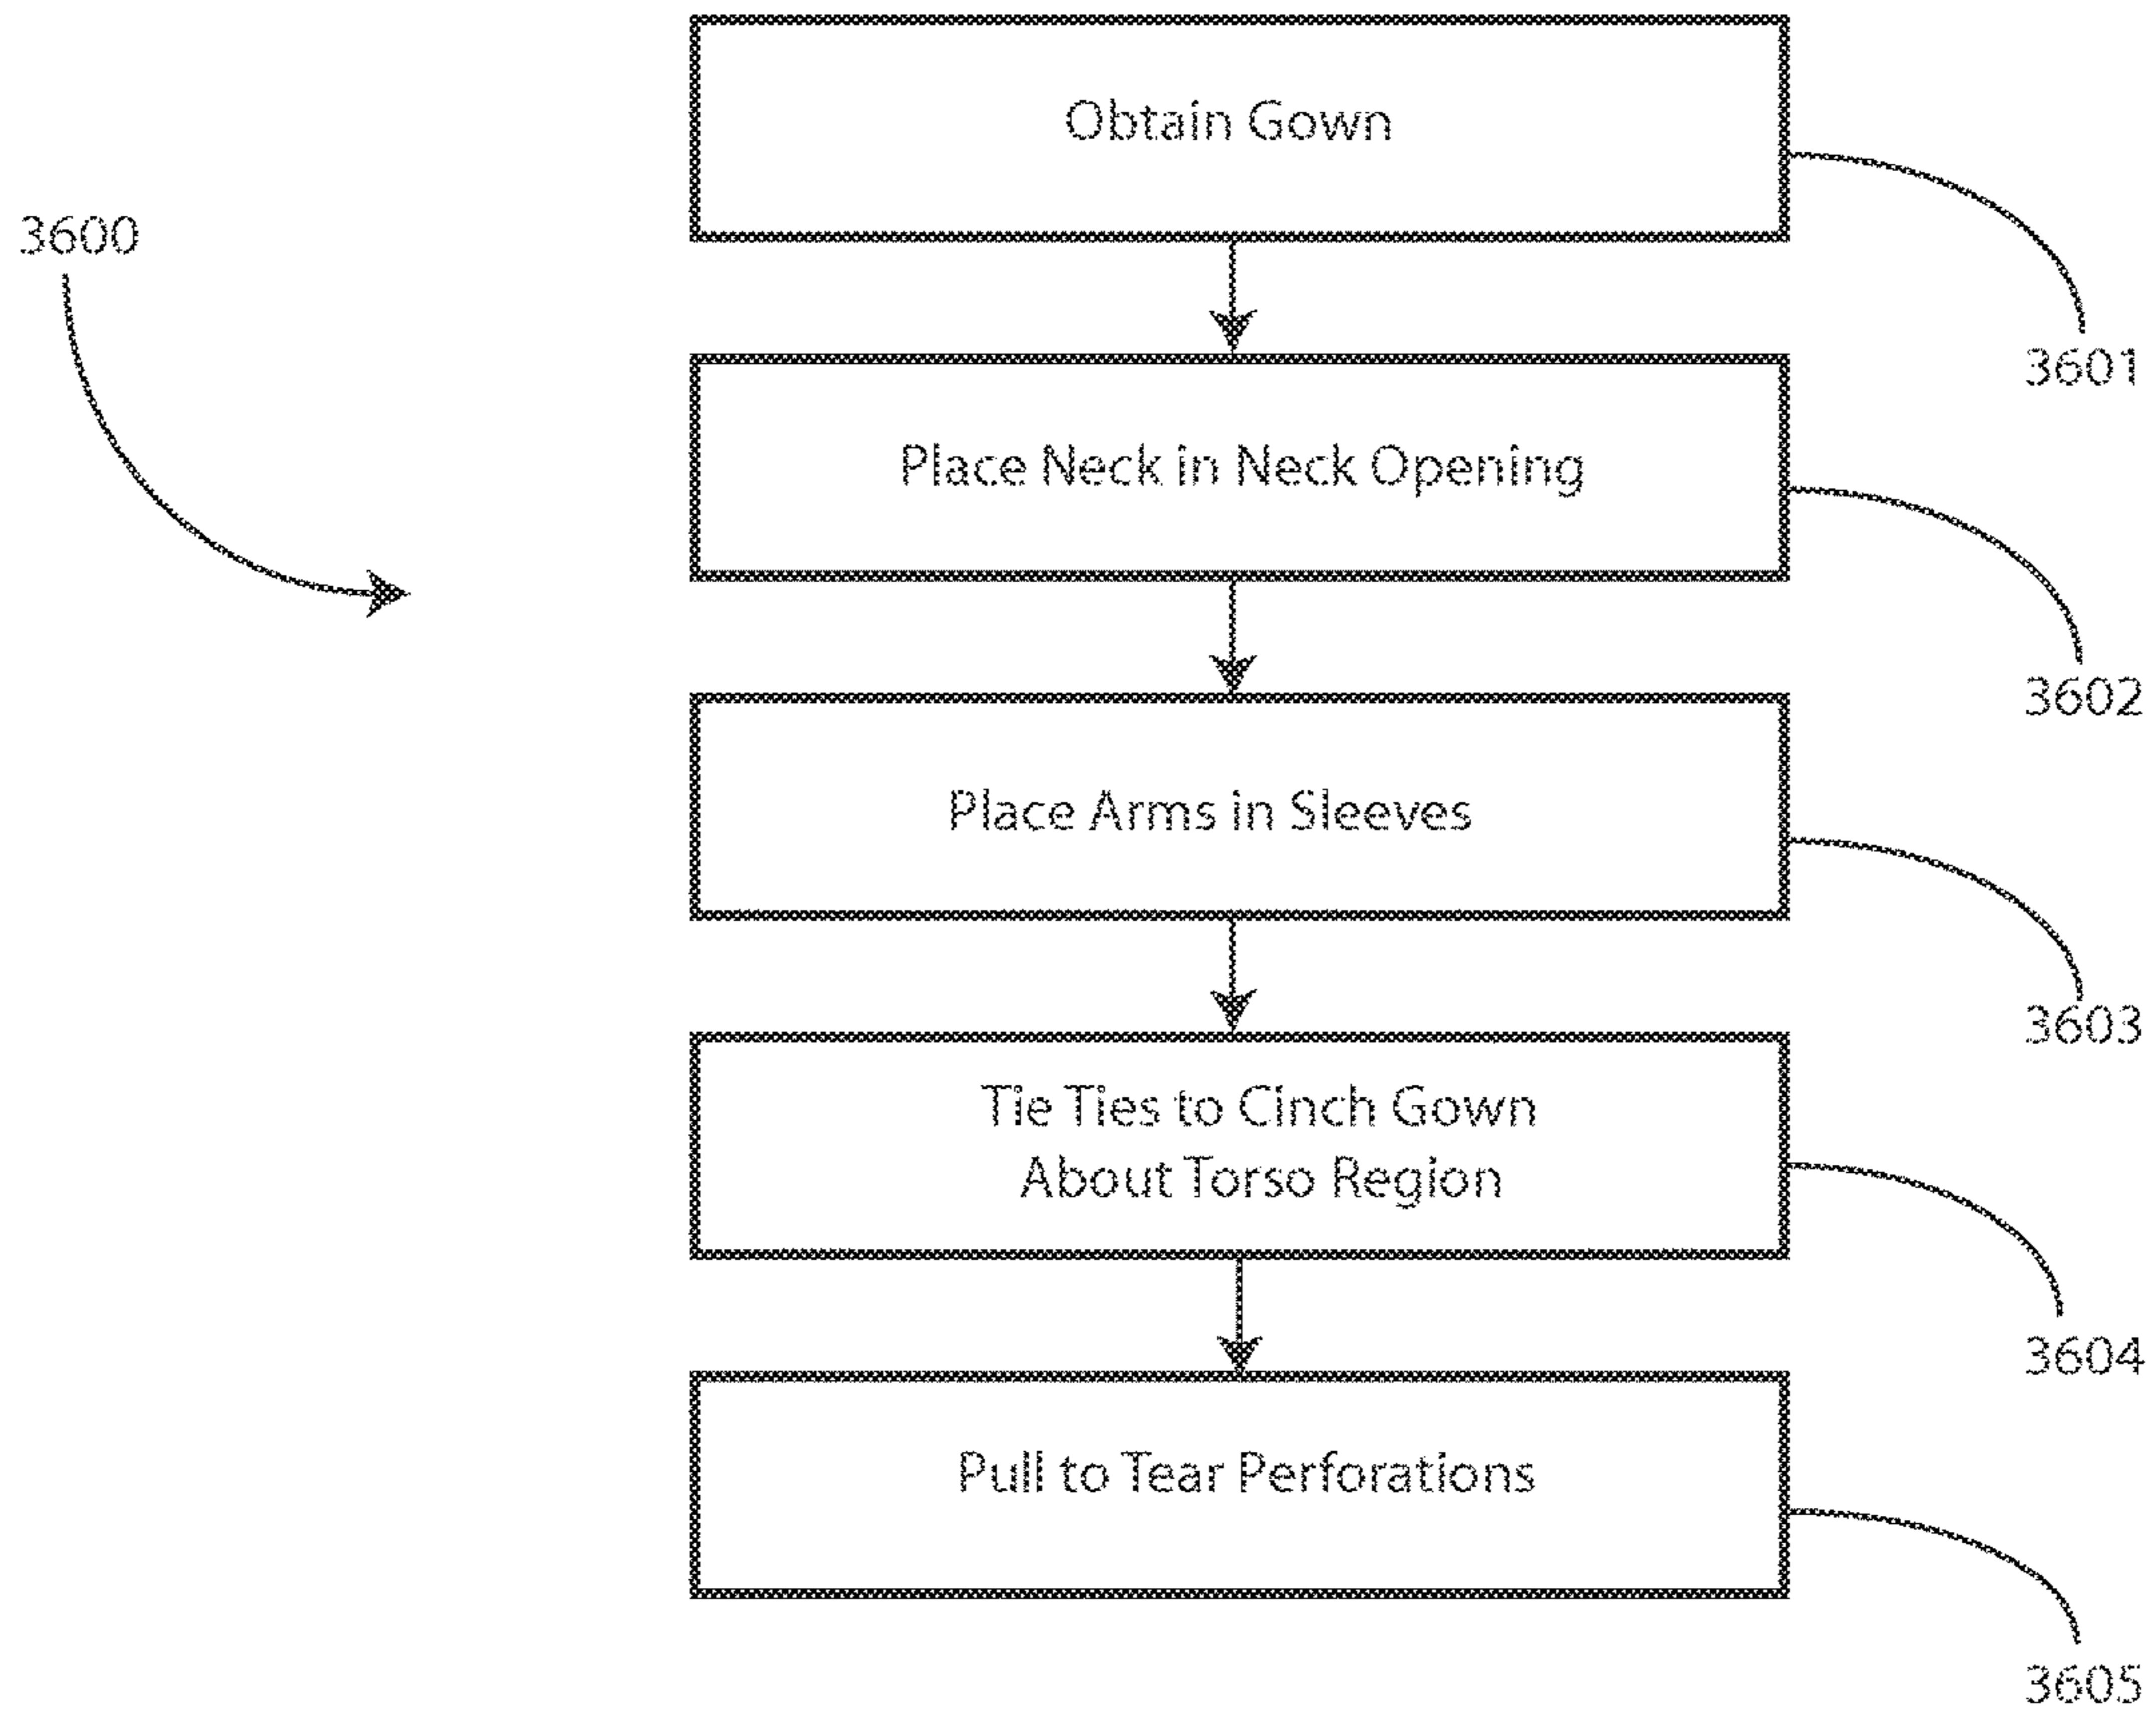 Obtain Gown
3600
3601
Place Neck in Neck Opening
3602
Place Arms in Sleeves
3603
Tie Ties to Cinch Gown
About Torso Region
3604
Pull to Tear Perforations
3605